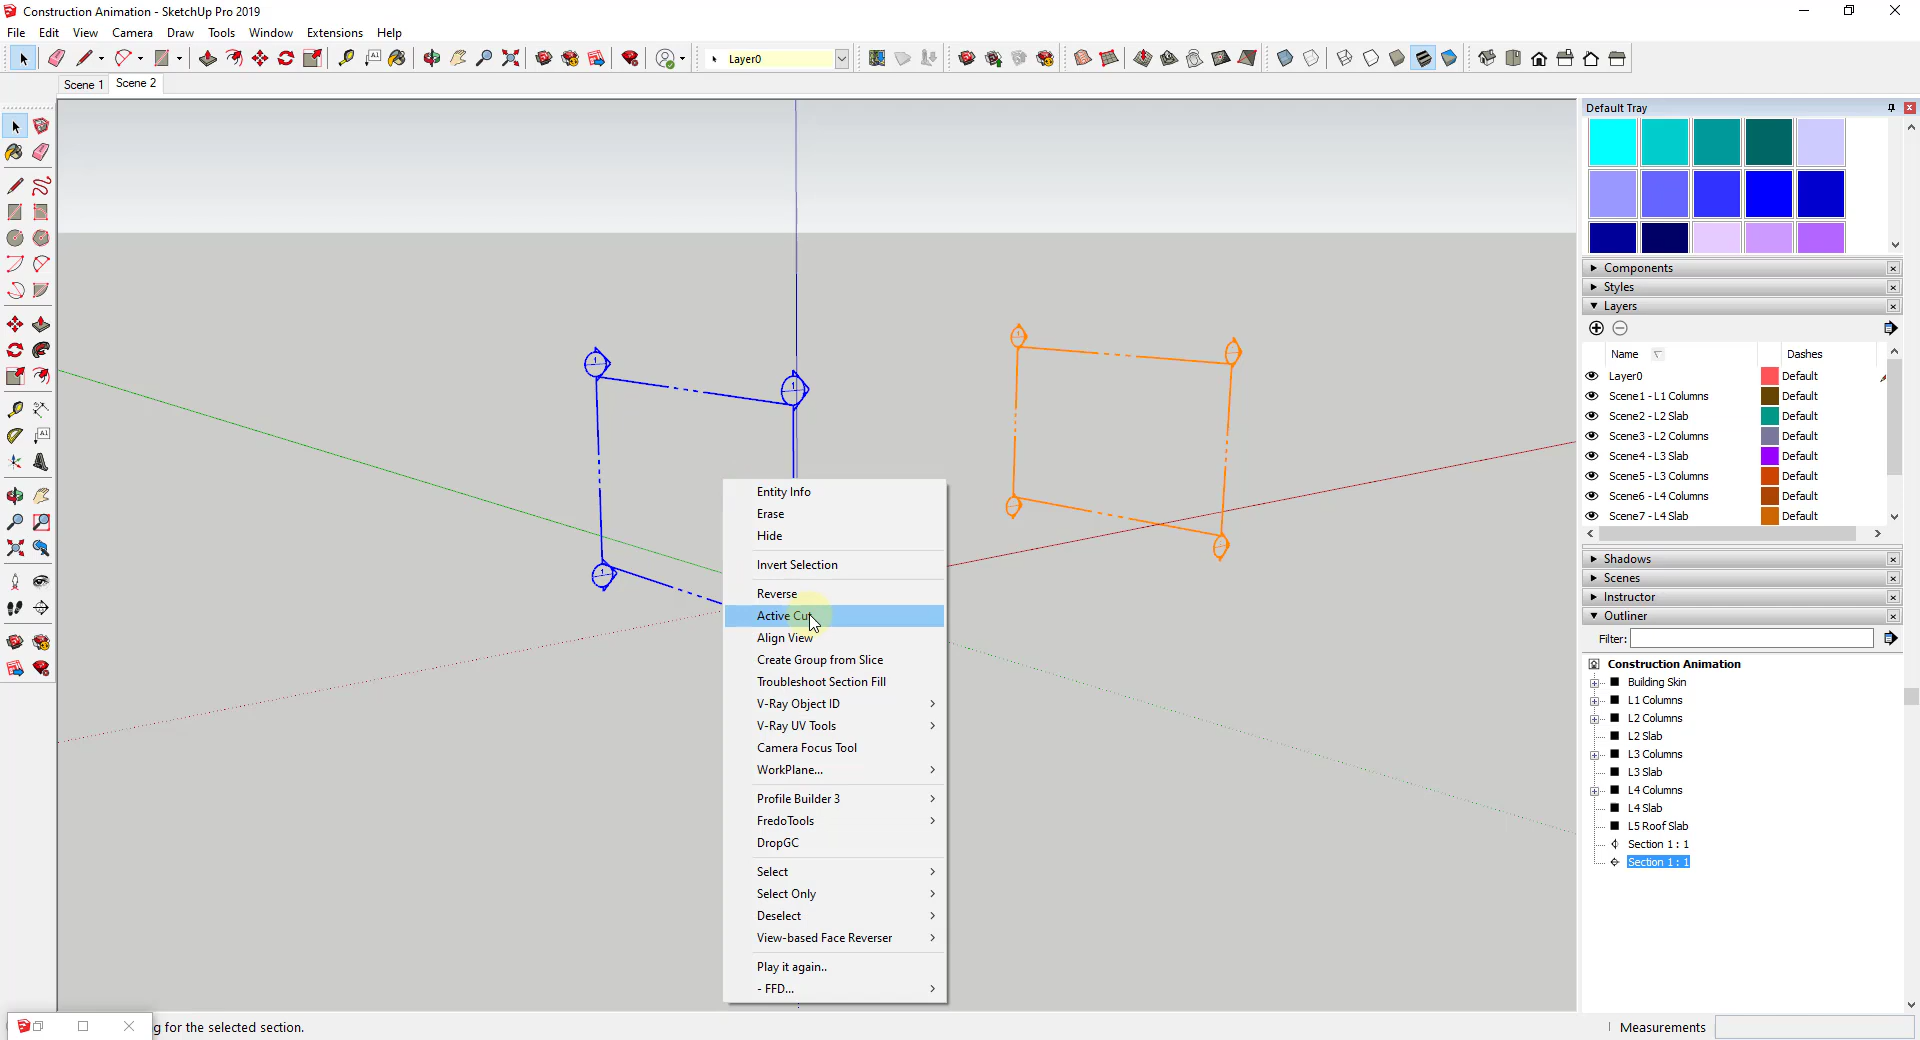 Construction Animation - SketchUp Pro 2019
File Edit View Camera Draw Tools Window Extensions Help
Layer0
Scene 1 Scene 2
Default Tray
Components
Styles
Layers
Name Dashes
Layer0 Default
Scene1 - L1 Columns Default
Scene2 - L2 Slab Default
Scene3 - L2 Columns Default
Scene4 - L3 Slab Default
Scene5 - L3 Columns Default
Scene6 - L4 Columns Default
Scene7 - L4 Slab Default
Shadows
Scenes
Instructor
Outliner
Filter:
Construction Animation
Building Skin
L1 Columns
L2 Columns
L2 Slab
L3 Columns
L3 Slab
L4 Columns
L4 Slab
L5 Roof Slab
Section 1 : 1
Section 1 : 1
1
1
1
Entity Info
Erase
Hide
Invert Selection
Reverse
Active Cut
Align View
Create Group from Slice
Troubleshoot Section Fill
V-Ray Object ID
V-Ray UV Tools
Camera Focus Tool
WorkPlane...
Profile Builder 3
FredoTools
DropGC
Select
Select Only
Deselect
View-based Face Reverser
Play it again..
- FFD...
g for the selected section.
Measurements